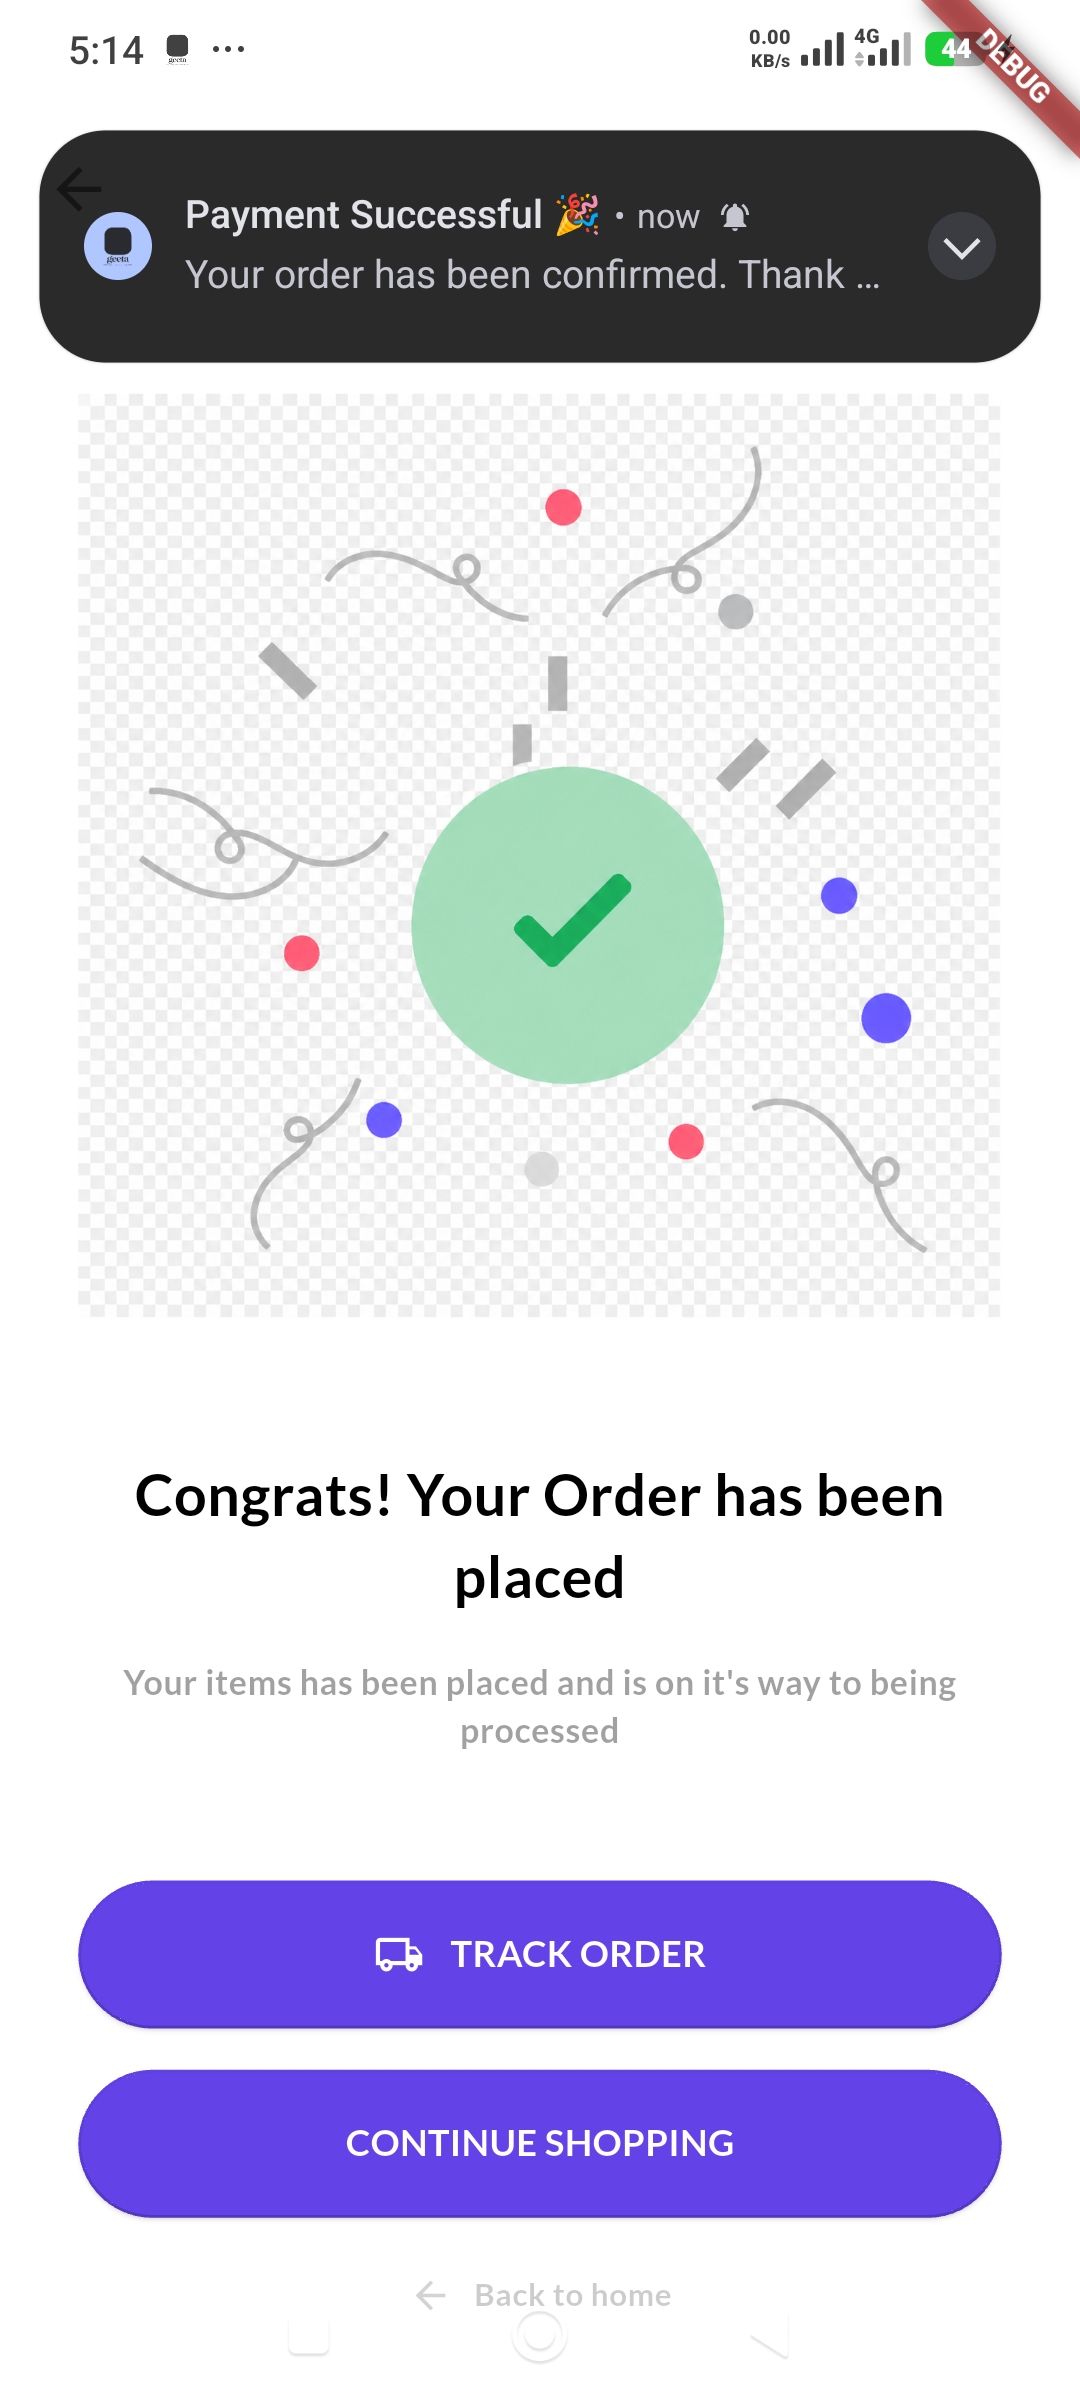 5:14
geeta
...
0.00
KB/s
4G
44
DEBUG
Payment Successful 🎉 • now
geeta
Your order has been confirmed. Thank ...
Congrats! Your Order has been
placed
Your items has been placed and is on it's way to being
processed
TRACK ORDER
CONTINUE SHOPPING
Back to home